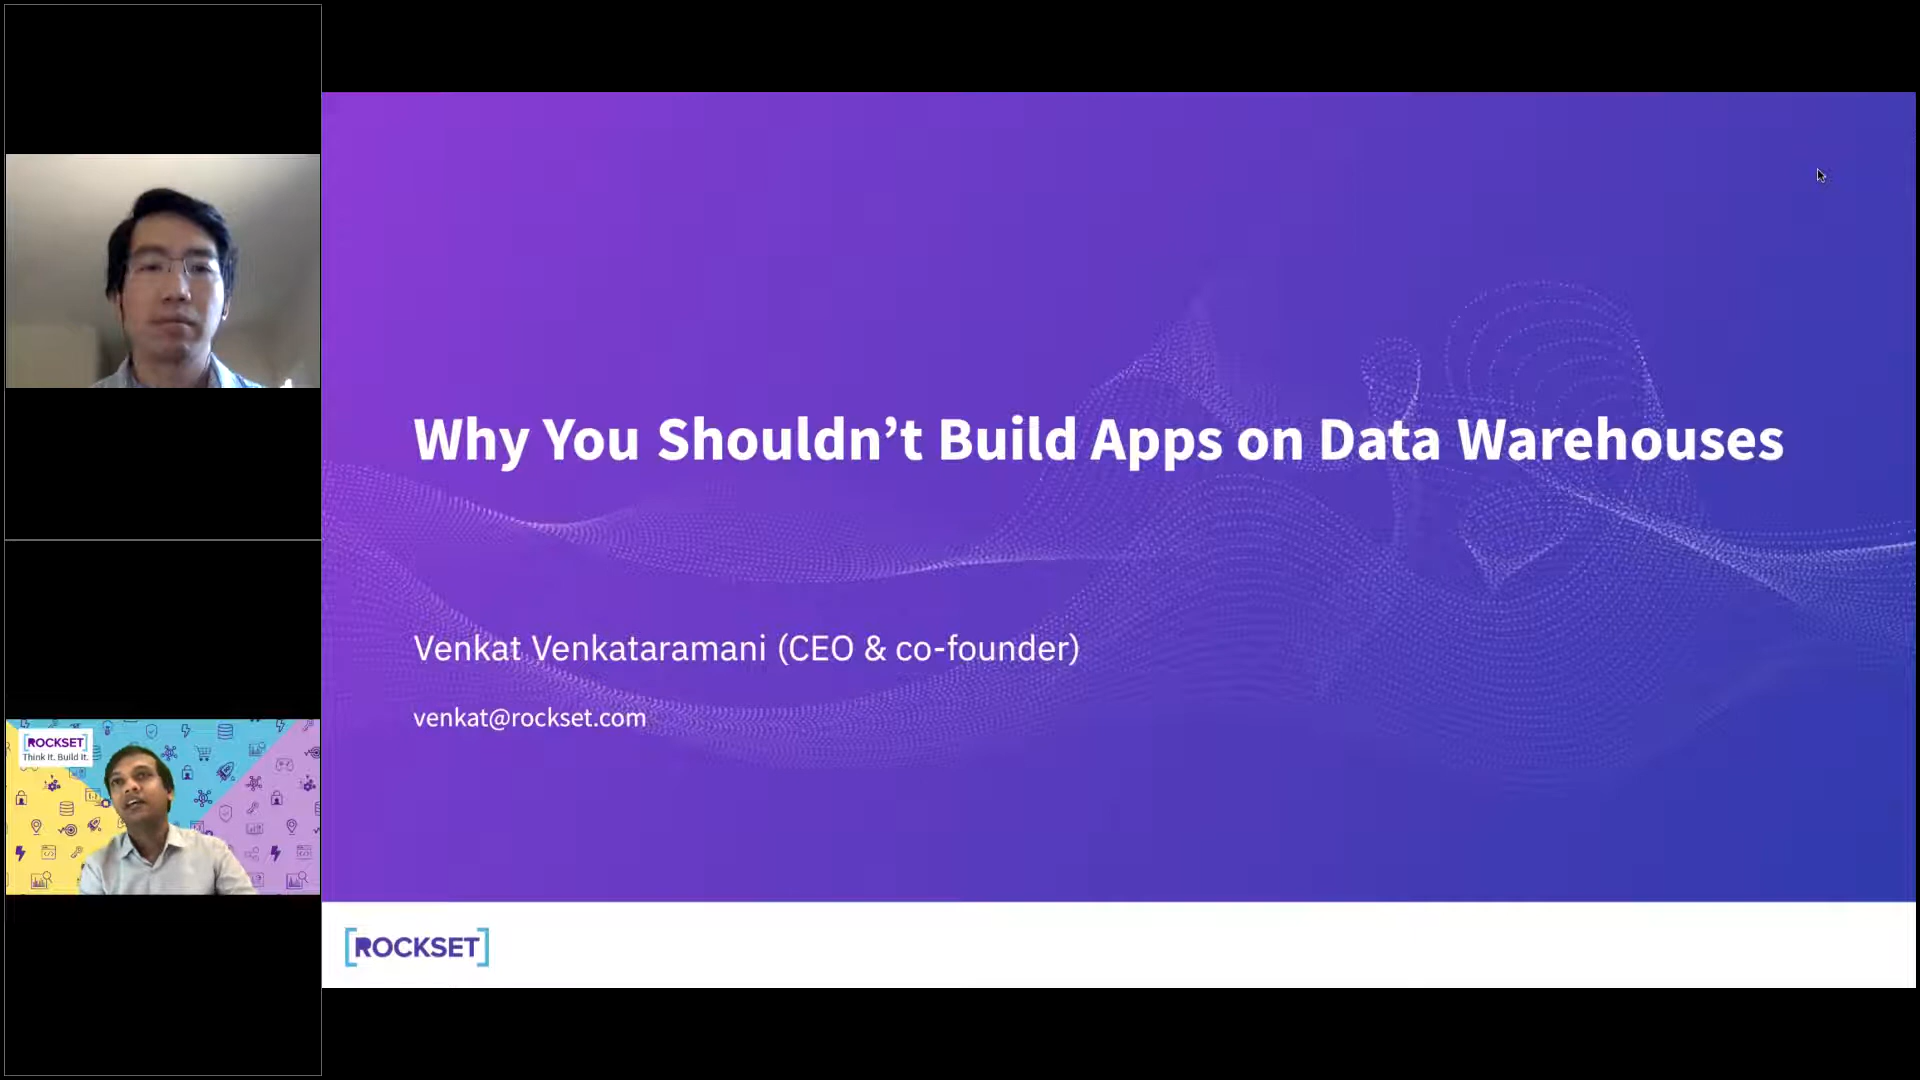 Why You Shouldn’t Build Apps on Data Warehouses
Venkat Venkataramani (CEO & co-founder)
venkat@rockset.com
[ROCKSET]
Think It. Build It.
[ROCKSET]